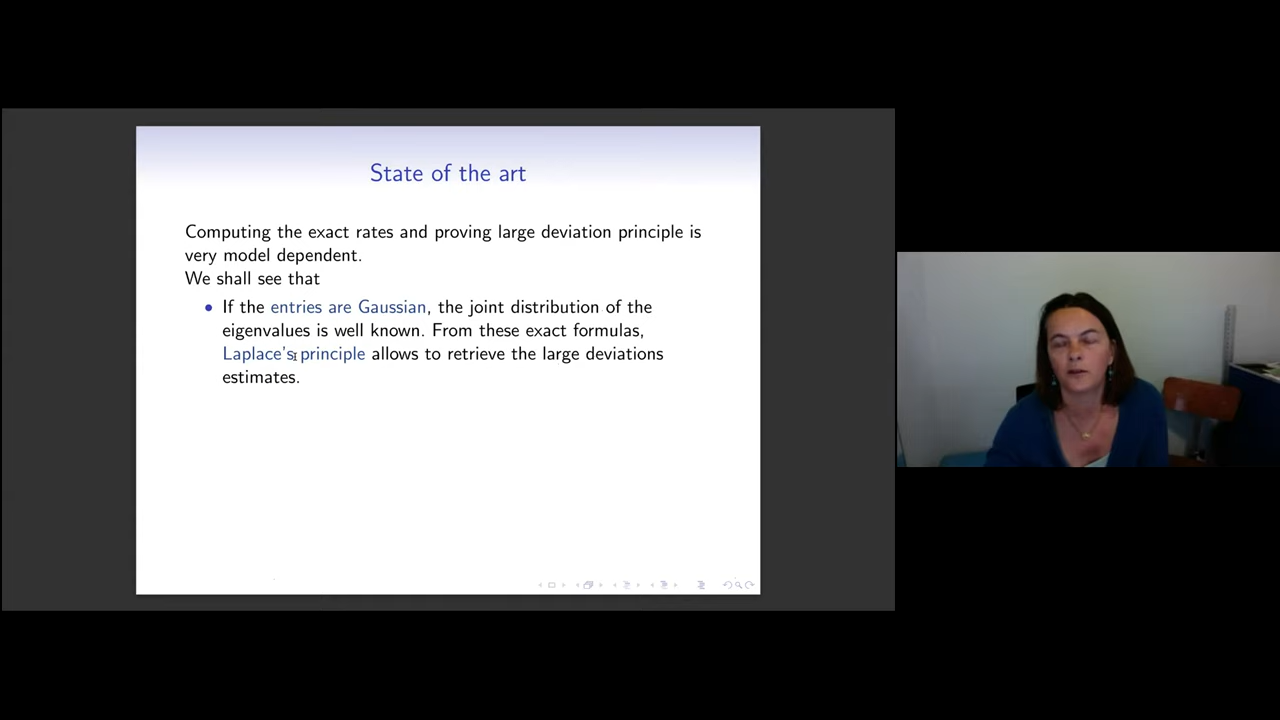 State of the art
Computing the exact rates and proving large deviation principle is
very model dependent.
We shall see that
• If the entries are Gaussian, the joint distribution of the
eigenvalues is well known. From these exact formulas,
Laplace's principle allows to retrieve the large deviations
estimates.